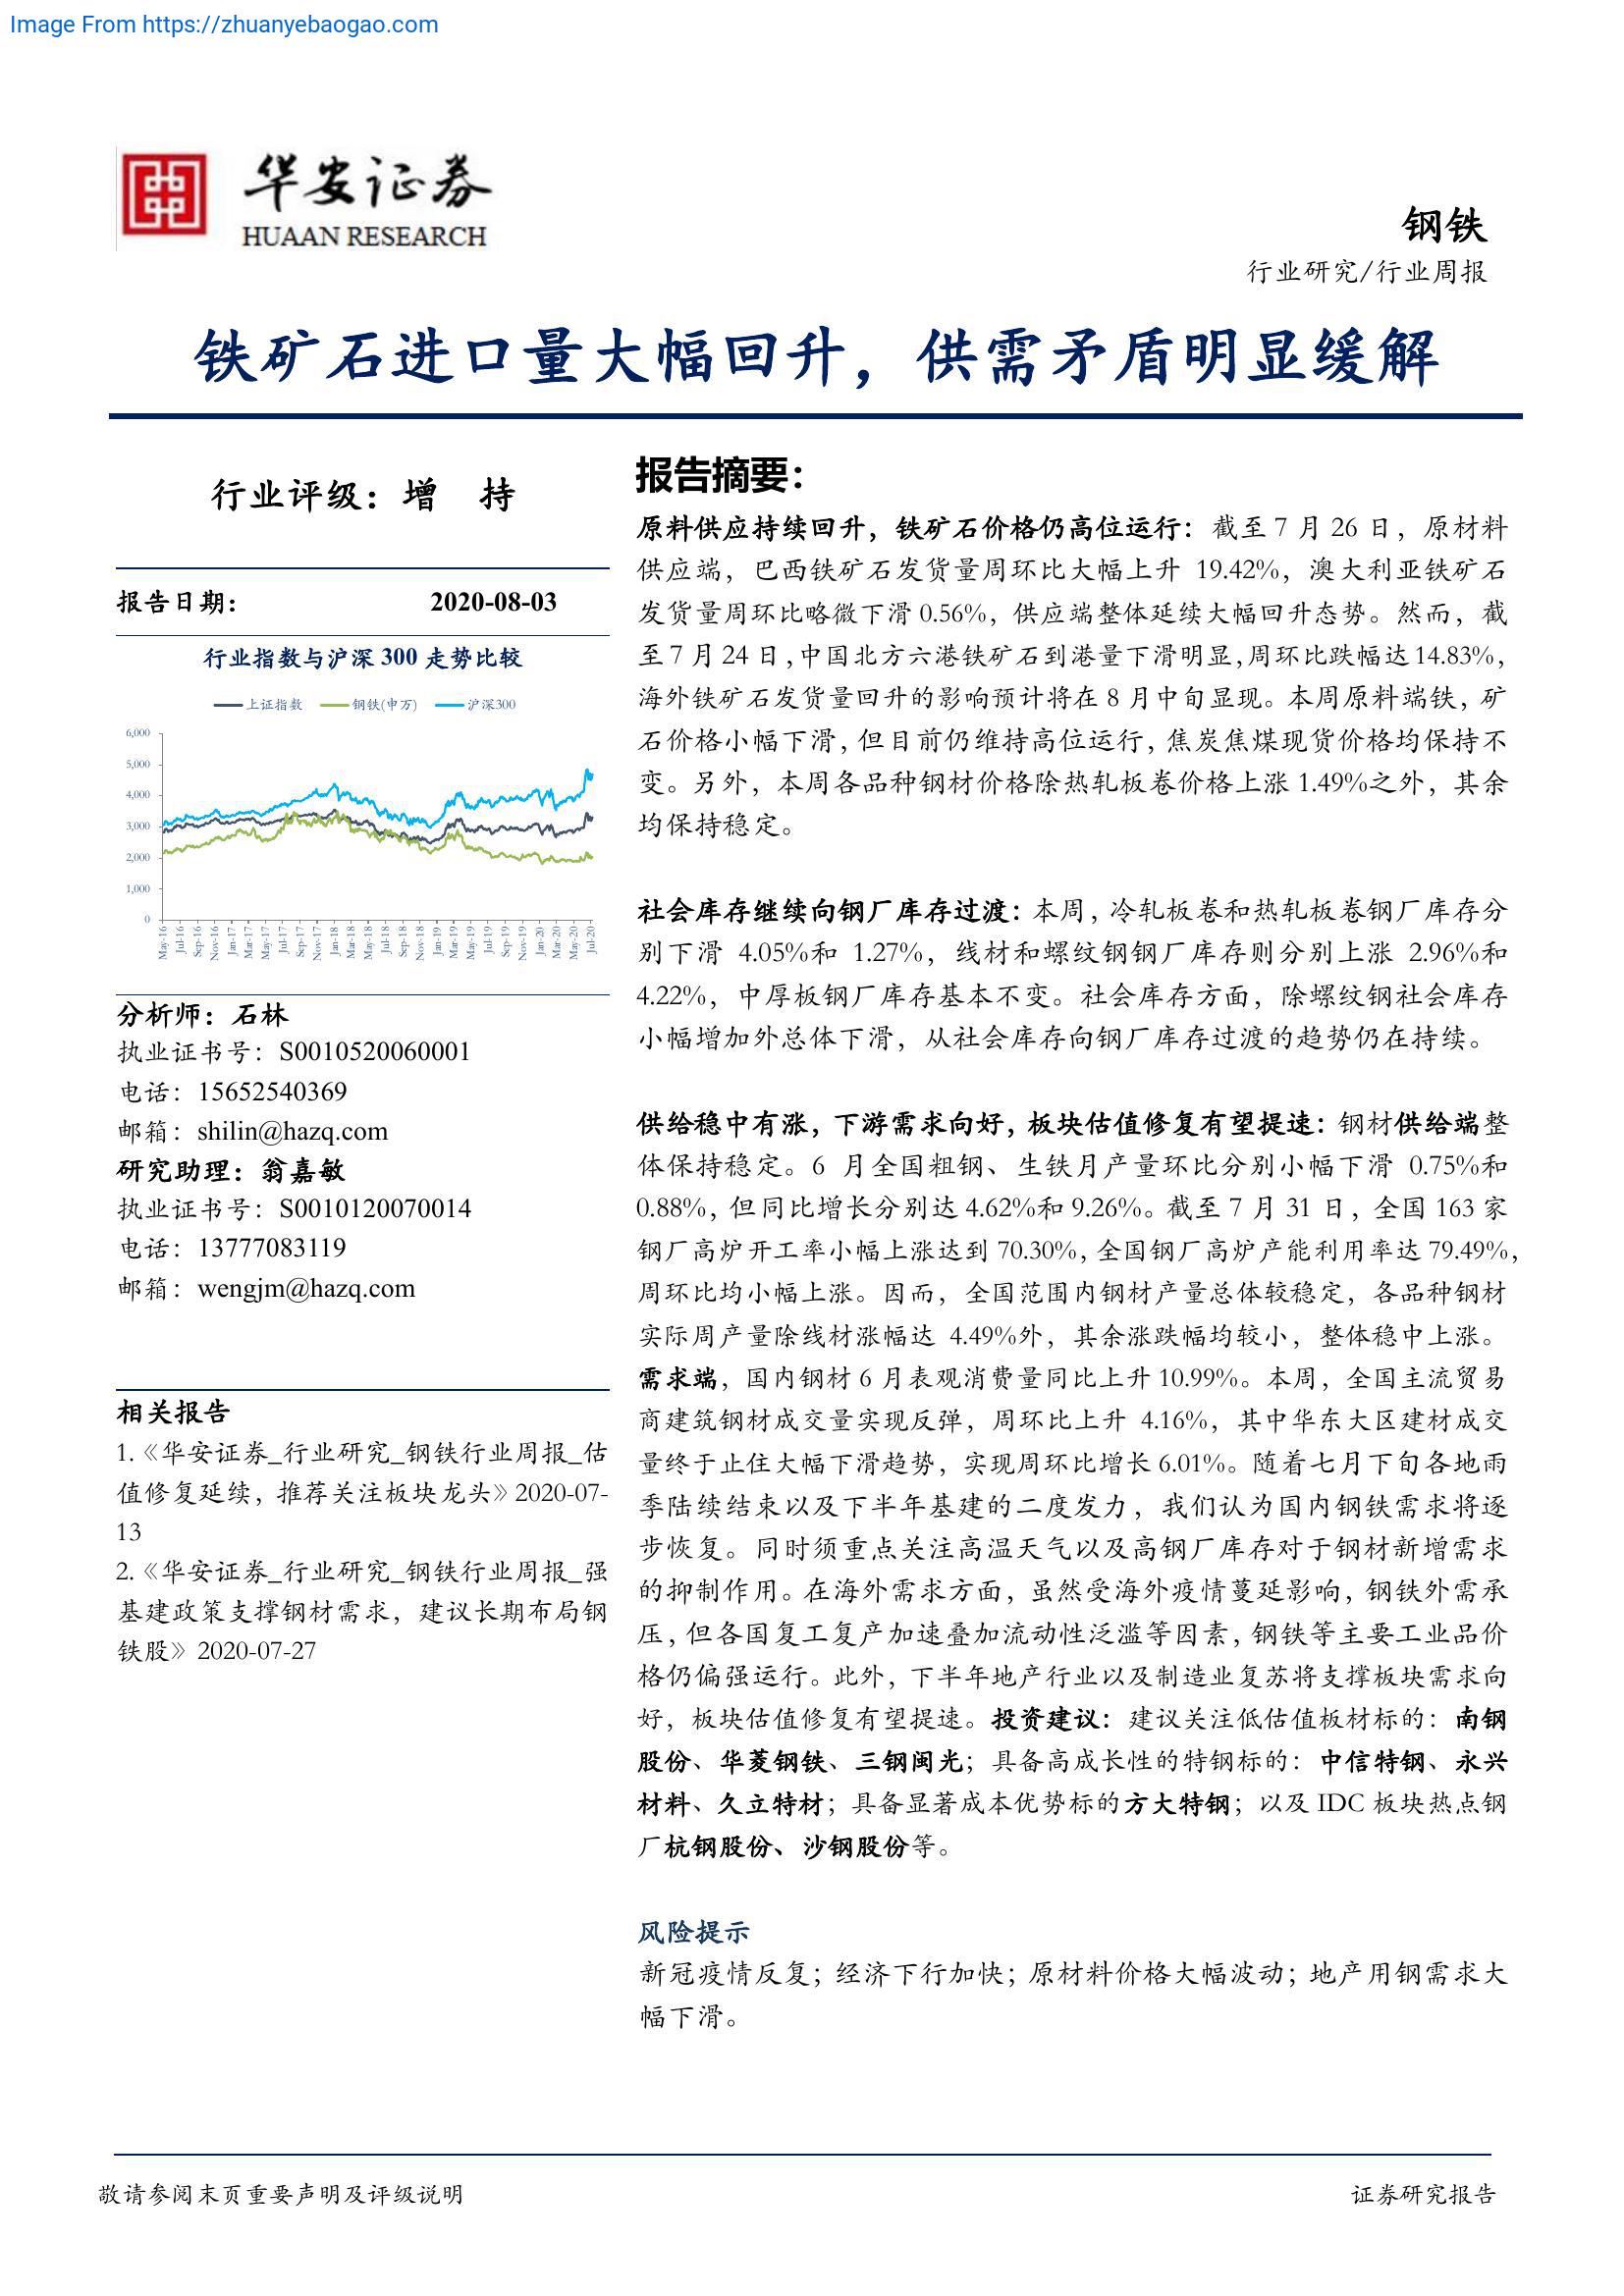 Image From https://zhuanyebaogao.com
华安证券
HUAAN RESEARCH
钢铁
行业研究/行业周报
铁矿石进口量大幅回升，供需矛盾明显缓解
行业评级：增 持
报告日期： 2020-08-03
行业指数与沪深 300 走势比较
上证指数 钢铁(申万) 沪深300
6,000
5,000
4,000
3,000
2,000
1,000
0
May-16 Jul-16 Sep-16 Nov-16 Jan-17 Mar-17 May-17 Jul-17 Sep-17 Nov-17 Jan-18 Mar-18 May-18 Jul-18 Sep-18 Nov-18 Jan-19 Mar-19 May-19 Jul-19 Sep-19 Nov-19 Jan-20 Mar-20 May-20 Jul-20
分析师：石林
执业证书号：S0010520060001
电话：15652540369
邮箱：shilin@hazq.com
研究助理：翁嘉敏
执业证书号：S0010120070014
电话：13777083119
邮箱：wengjm@hazq.com
相关报告
1.《华安证券_行业研究_钢铁行业周报_估
值修复延续，推荐关注板块龙头》2020-07-
13
2.《华安证券_行业研究_钢铁行业周报_强
基建政策支撑钢材需求，建议长期布局钢
铁股》2020-07-27
报告摘要：
原料供应持续回升，铁矿石价格仍高位运行：截至 7 月 26 日，原材料
供应端，巴西铁矿石发货量周环比大幅上升 19.42%，澳大利亚铁矿石
发货量周环比略微下滑 0.56%，供应端整体延续大幅回升态势。然而，截
至 7 月 24 日,中国北方六港铁矿石到港量下滑明显,周环比跌幅达 14.83%，
海外铁矿石发货量回升的影响预计将在 8 月中旬显现。本周原料端铁，矿
石价格小幅下滑，但目前仍维持高位运行，焦炭焦煤现货价格均保持不
变。另外，本周各品种钢材价格除热轧板卷价格上涨 1.49%之外，其余
均保持稳定。
社会库存继续向钢厂库存过渡：本周，冷轧板卷和热轧板卷钢厂库存分
别下滑 4.05%和 1.27%，线材和螺纹钢钢厂库存则分别上涨 2.96%和
4.22%，中厚板钢厂库存基本不变。社会库存方面，除螺纹钢社会库存
小幅增加外总体下滑，从社会库存向钢厂库存过渡的趋势仍在持续。
供给稳中有涨，下游需求向好，板块估值修复有望提速：钢材供给端整
体保持稳定。6 月全国粗钢、生铁月产量环比分别小幅下滑 0.75%和
0.88%，但同比增长分别达 4.62%和 9.26%。截至 7 月 31 日，全国 163 家
钢厂高炉开工率小幅上涨达到 70.30%，全国钢厂高炉产能利用率达 79.49%，
周环比均小幅上涨。因而，全国范围内钢材产量总体较稳定，各品种钢材
实际周产量除线材涨幅达 4.49%外，其余涨跌幅均较小，整体稳中上涨。
需求端，国内钢材 6 月表观消费量同比上升 10.99%。本周，全国主流贸易
商建筑钢材成交量实现反弹，周环比上升 4.16%，其中华东大区建材成交
量终于止住大幅下滑趋势，实现周环比增长 6.01%。随着七月下旬各地雨
季陆续结束以及下半年基建的二度发力，我们认为国内钢铁需求将逐
步恢复。同时须重点关注高温天气以及高钢厂库存对于钢材新增需求
的抑制作用。在海外需求方面，虽然受海外疫情蔓延影响，钢铁外需承
压，但各国复工复产加速叠加流动性泛滥等因素，钢铁等主要工业品价
格仍偏强运行。此外，下半年地产行业以及制造业复苏将支撑板块需求向
好，板块估值修复有望提速。投资建议：建议关注低估值板材标的：南钢
股份、华菱钢铁、三钢闽光；具备高成长性的特钢标的：中信特钢、永兴
材料、久立特材；具备显著成本优势标的方大特钢；以及 IDC 板块热点钢
厂杭钢股份、沙钢股份等。
风险提示
新冠疫情反复；经济下行加快；原材料价格大幅波动；地产用钢需求大
幅下滑。
敬请参阅末页重要声明及评级说明 证券研究报告